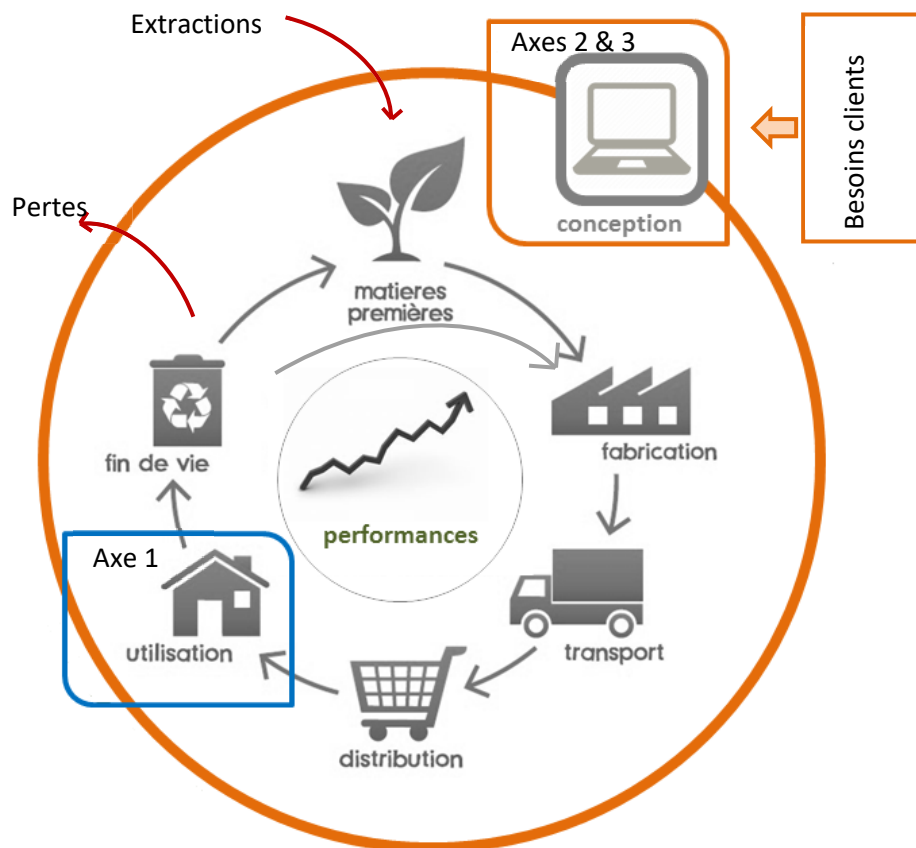 Extractions
Axes 2 & 3
Besoins clients
conception
Pertes
matieres
premières
fin de vie
fabrication
performances
Axe 1
utilisation
transport
distribution